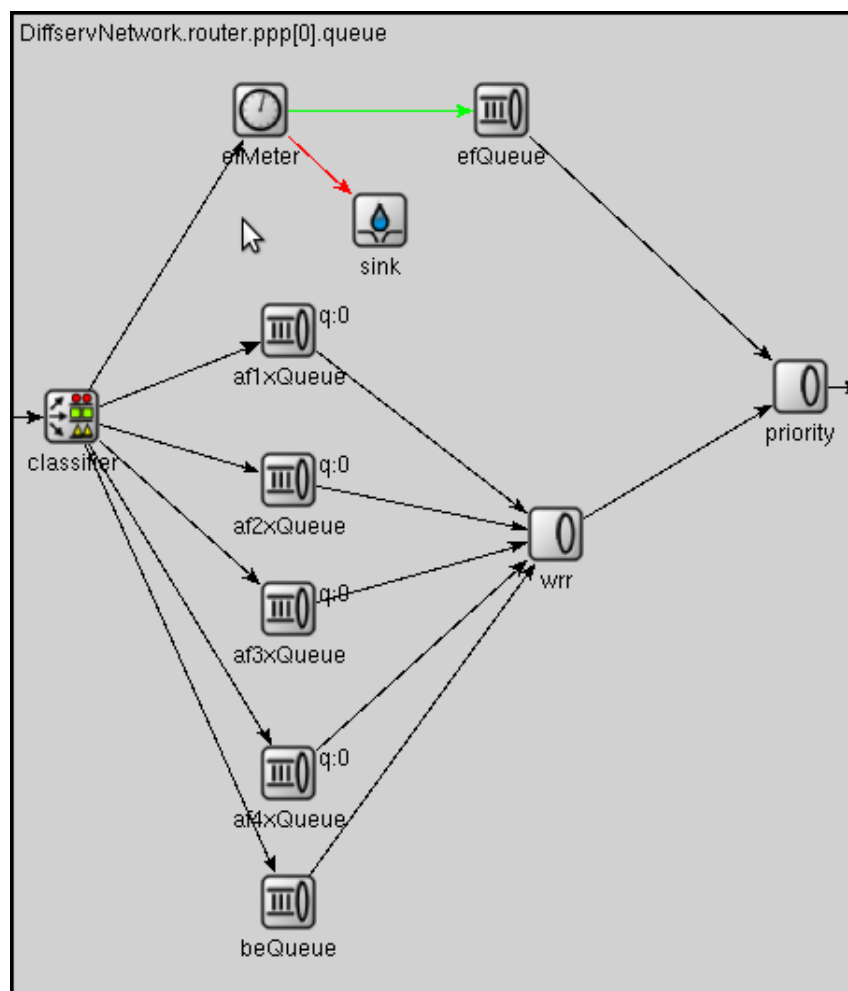 DiffservNetwork.router.ppp[0].queue
efMeter
efQueue
sink
q:0
af1xQueue
priority
classifier
q:0
af2xQueue
wrr
q:0
af3xQueue
q:0
af4xQueue
beQueue